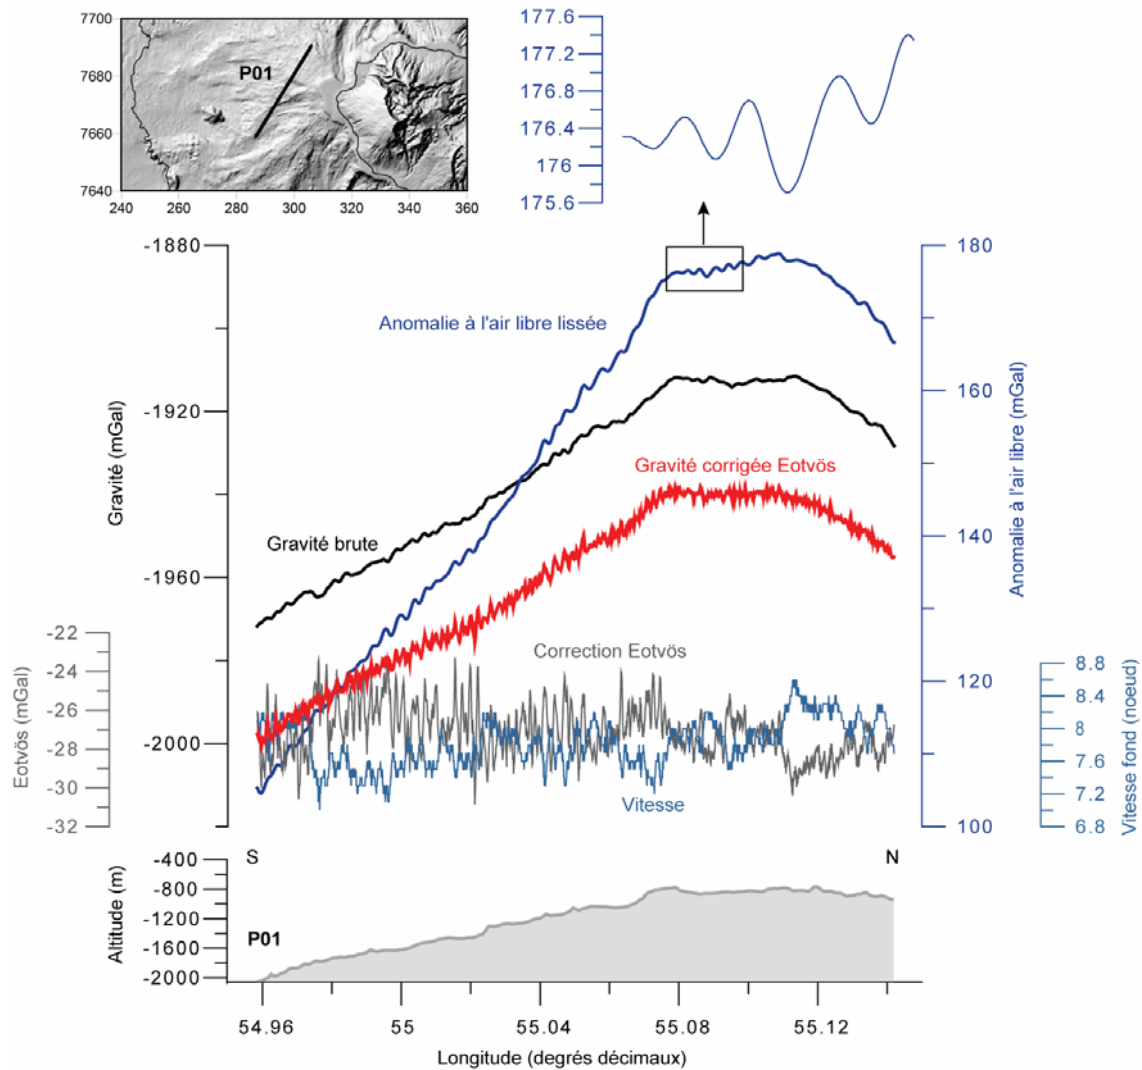 7700
7680
7660
7640
240 260 280 300 320 340 360
P01
177.6
177.2
176.8
176.4
176
175.6
-1880
-1920
-1960
-2000
Gravité (mGal)
180
160
140
120
100
Anomalie à l'air libre (mGal)
Anomalie à l'air libre lissée
Gravité corrigée Eotvös
Gravité brute
Correction Eotvös
Vitesse
-22
-24
-26
-28
-30
-32
Eotvös (mGal)
8.8
8.4
8
7.6
7.2
6.8
Vitesse fond (noeud)
S N
-400
-800
-1200
-1600
-2000
Altitude (m)
P01
54.96 55 55.04 55.08 55.12
Longitude (degrés décimaux)